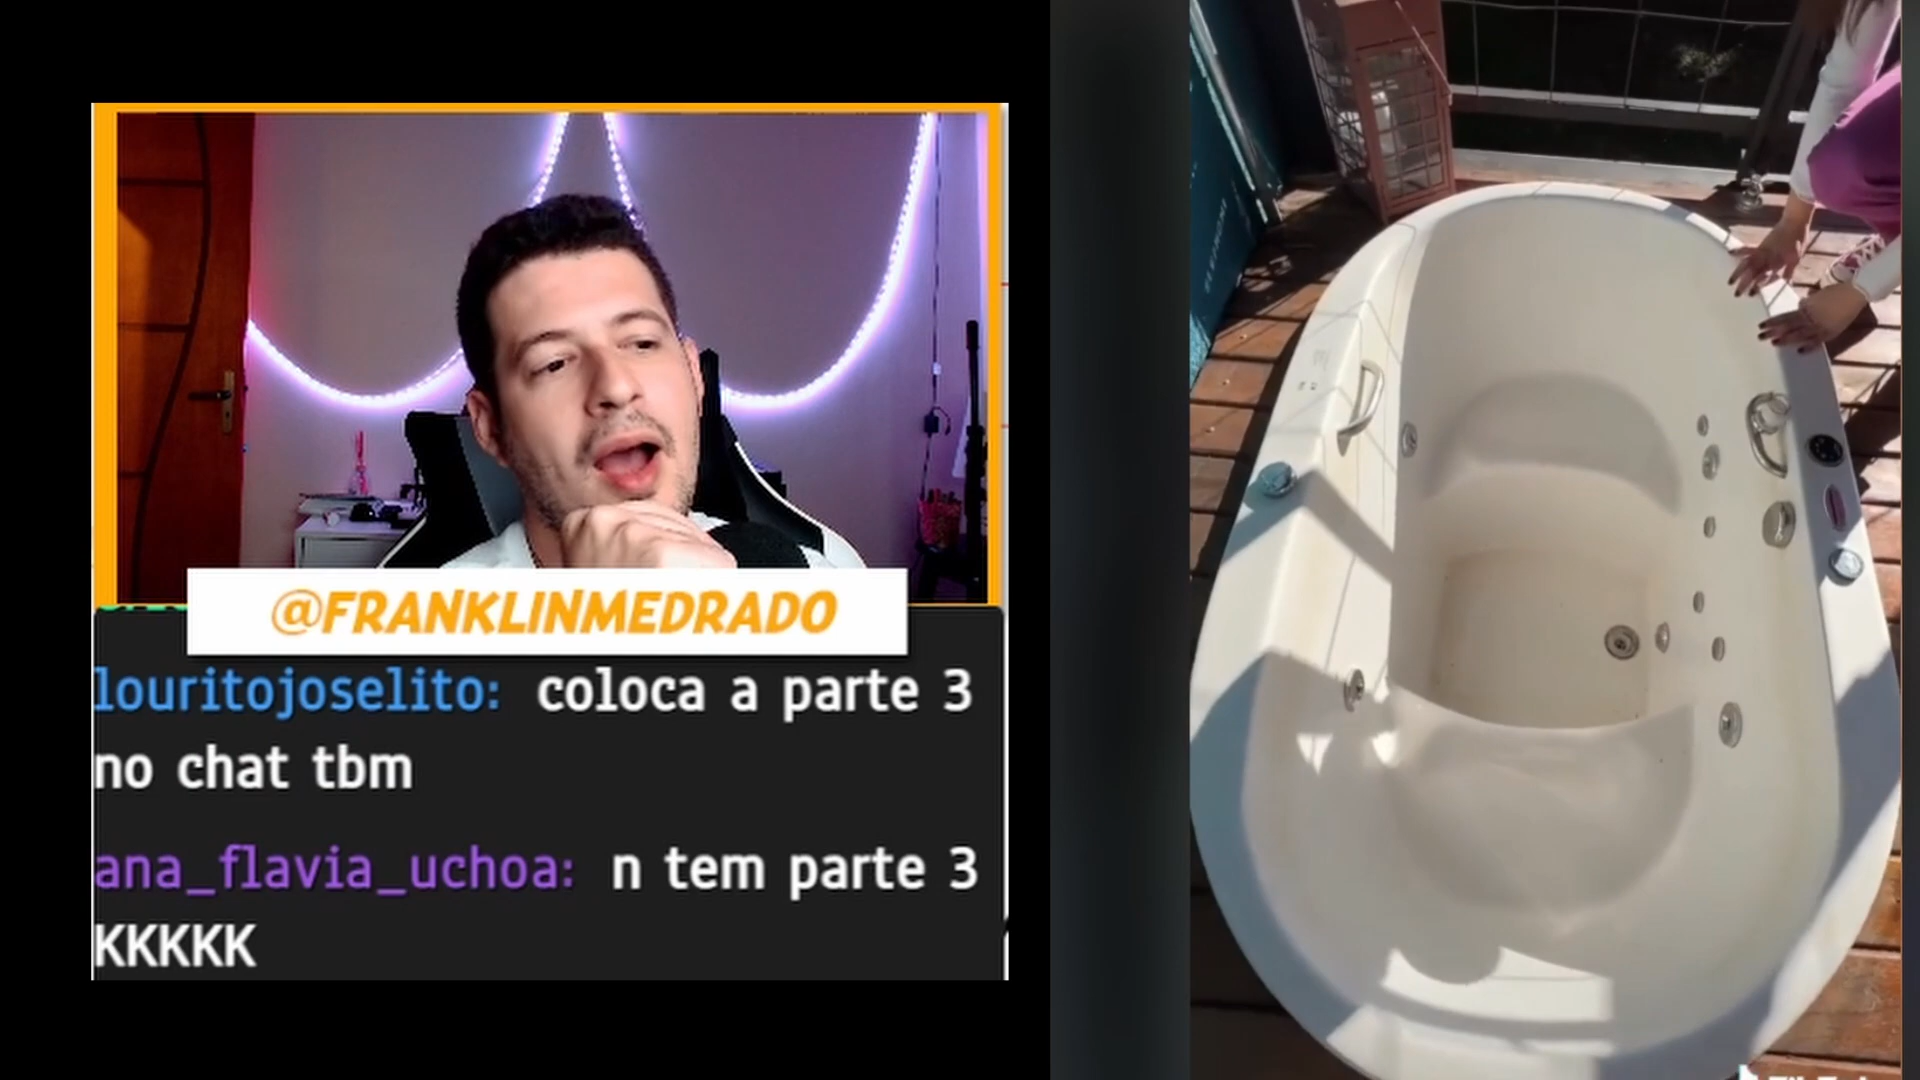 @FRANKLINMEDRADO
louritojoselito: coloca a parte 3
no chat tbm
ana_flavia_uchoa: n tem parte 3
KKKKK